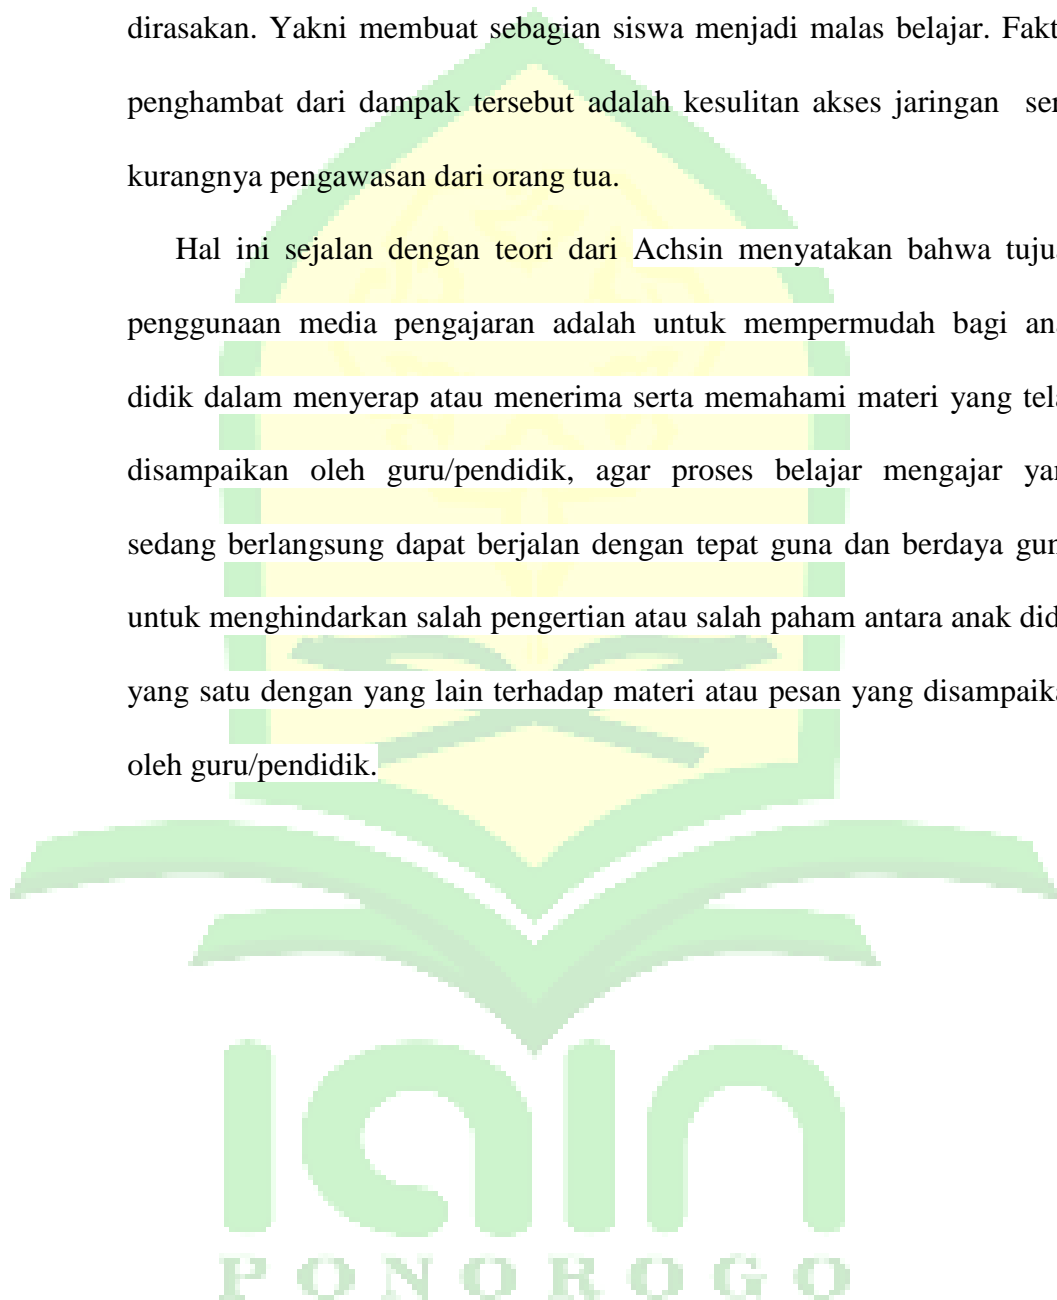 dirasakan. Yakni membuat sebagian siswa menjadi malas belajar. Fakt
penghambat dari dampak tersebut adalah kesulitan akses jaringan ser
kurangnya pengawasan dari orang tua.
Hal ini sejalan dengan teori dari Achsin menyatakan bahwa tujua
penggunaan media pengajaran adalah untuk mempermudah bagi ana
didik dalam menyerap atau menerima serta memahami materi yang tela
disampaikan oleh guru/pendidik, agar proses belajar mengajar yan
sedang berlangsung dapat berjalan dengan tepat guna dan berdaya gun
untuk menghindarkan salah pengertian atau salah paham antara anak didi
yang satu dengan yang lain terhadap materi atau pesan yang disampaika
oleh guru/pendidik.
iain
PONOROGO